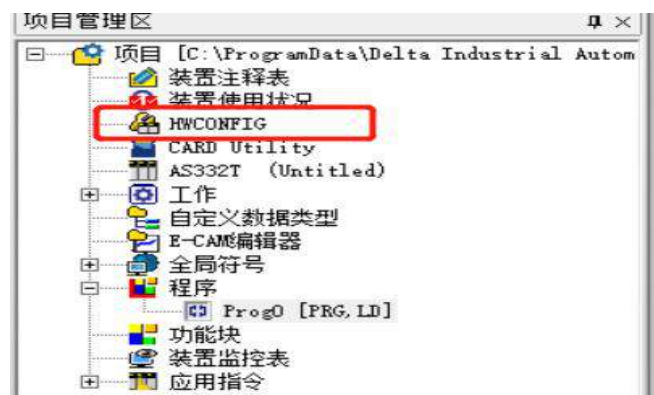 项目管理区
项目 [C:\ProgramData\Delta Industrial Autom
装置注释表
装置使用状况
HWCONFIG
CARD Utility
AS332T (Untitled)
工作
自定义数据类型
E-CAM编辑器
全局符号
程序
Prog0 [PRG,LD]
功能块
装置监控表
应用指令